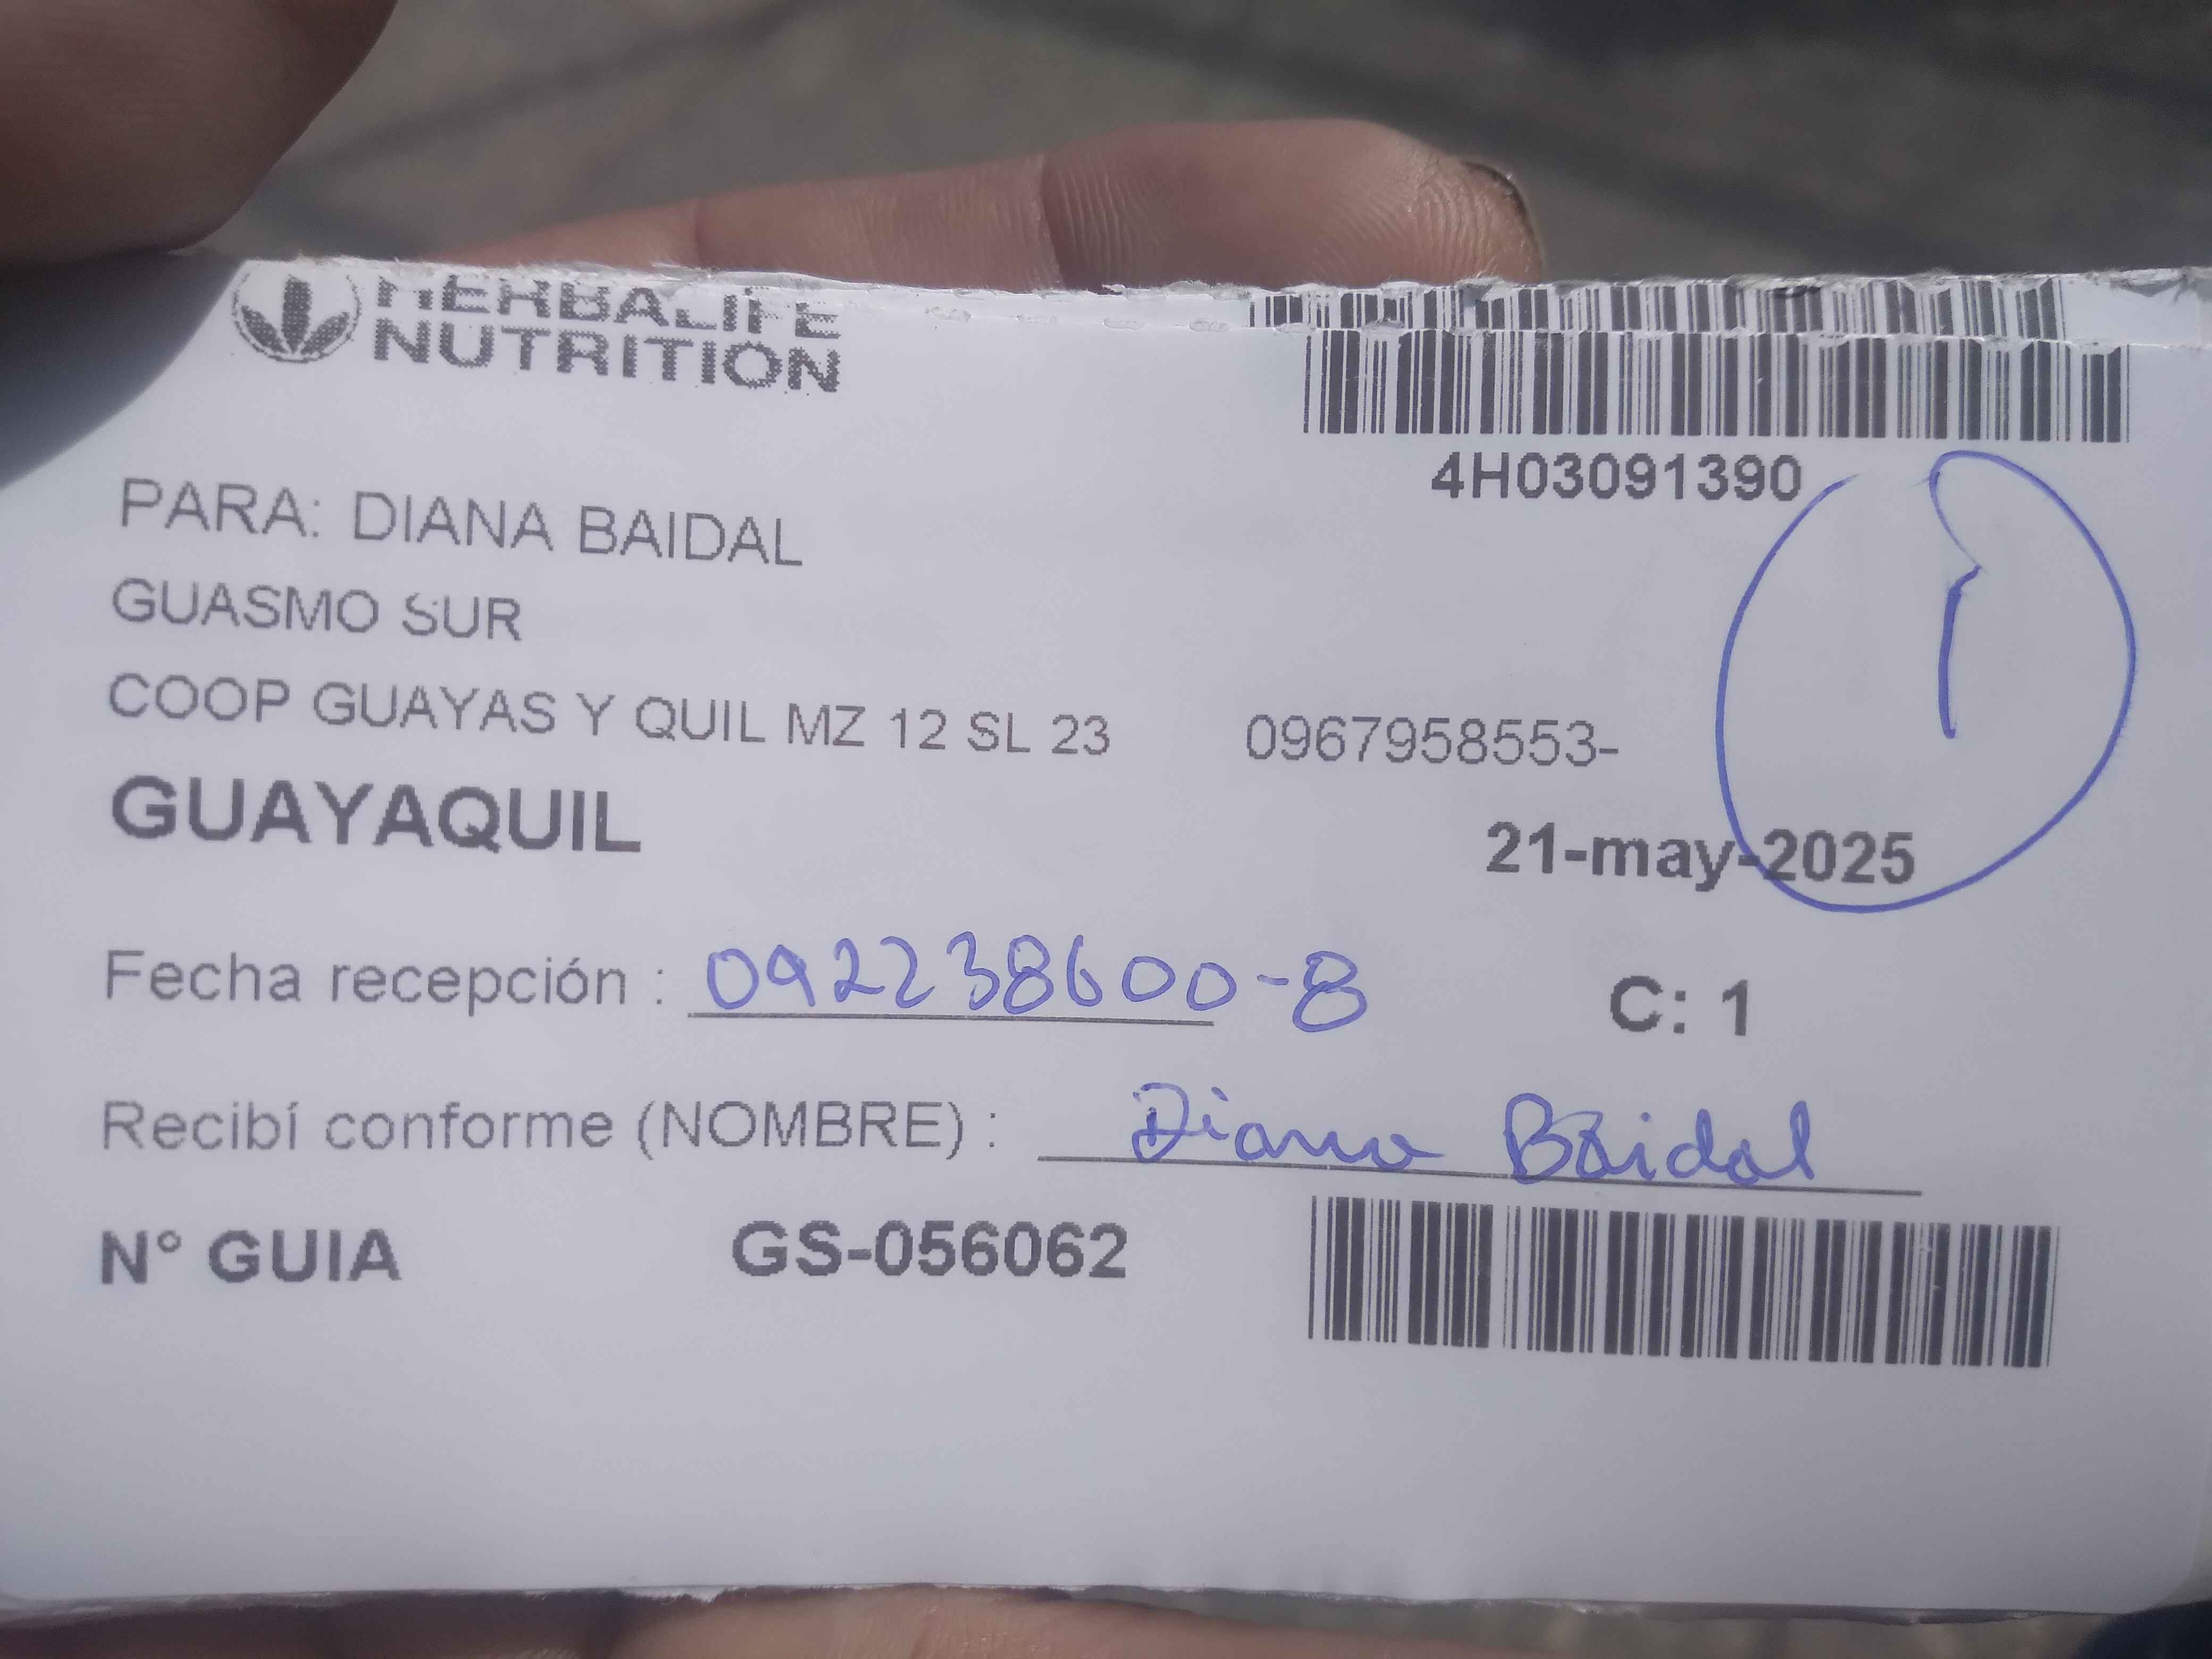 HERBALIFE
NUTRITION
4H03091390
PARA: DIANA BAIDAL
GUASMO SUR
COOP GUAYAS Y QUIL MZ 12 SL 23 0967958553-
GUAYAQUIL
21-may-2025
1
Fecha recepción : 092238600-8 C: 1
Recibí conforme (NOMBRE) : Diana Baidal
N° GUIA GS-056062